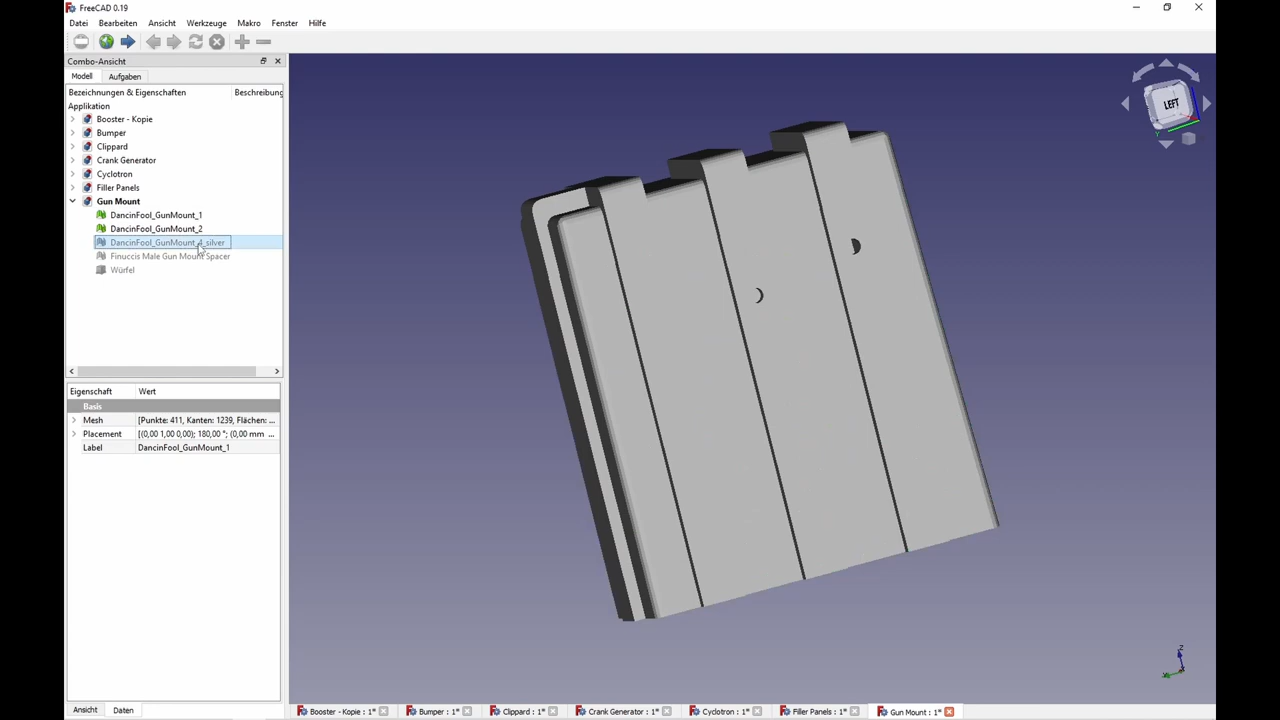 FreeCAD 0.19
Datei Bearbeiten Ansicht Werkzeuge Makro Fenster Hilfe
Combo-Ansicht
Modell Aufgaben
Bezeichnungen & Eigenschaften Beschreibung
Applikation
Booster - Kopie
Bumper
Clippard
Crank Generator
Cyclotron
Filler Panels
Gun Mount
DancinFool_GunMount_1
DancinFool_GunMount_2
DancinFool_GunMount_4_silver
Finuccis Male Gun Mount Spacer
Würfel
LEFT
Y
Eigenschaft Wert
Basis
Mesh [Punkte: 411, Kanten: 1239, Flächen: ...
Placement [(0,00 1,00 0,00); 180,00 °; (0,00 mm ...
Label DancinFool_GunMount_1
Z
Y
X
Ansicht Daten
Booster - Kopie : 1* Bumper : 1* Clippard : 1* Crank Generator : 1* Cyclotron : 1* Filler Panels : 1* Gun Mount : 1*